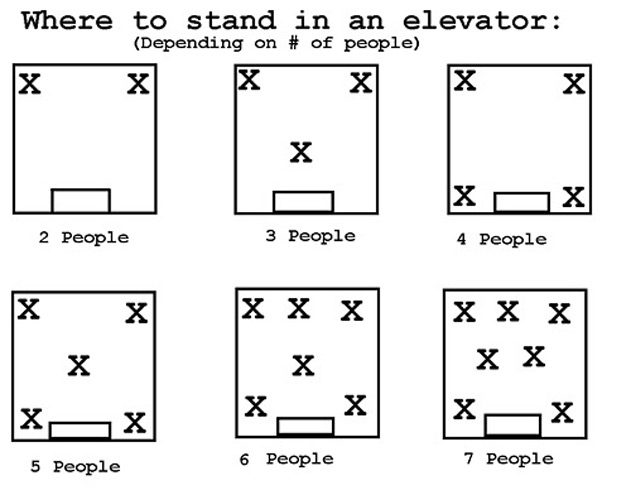 Where to stand in an elevator:
(Depending on # of people)
X X
X X
X
X X
X X
2 People
3 People
4 People
X X
X
X X
X X X
X
X X
X X X
X X
X X
5 People
6 People
7 People